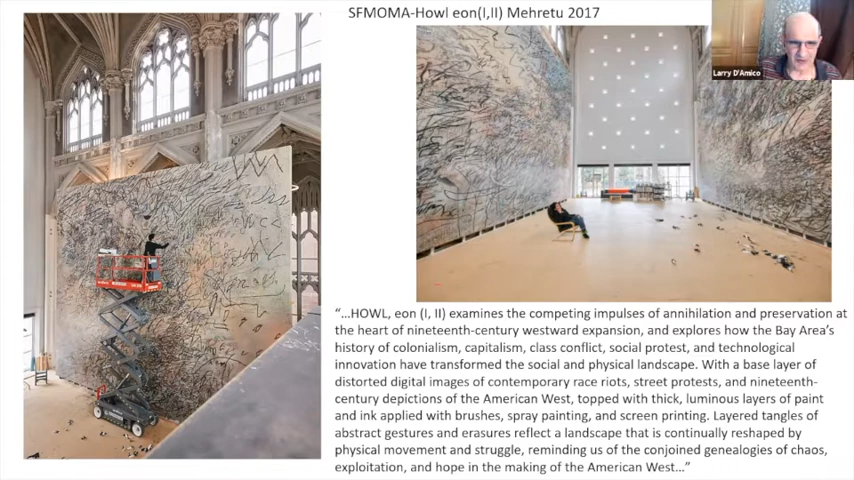 SFMOMA-Howl eon(I,II) Mehretu 2017
Larry D'Amico
“...HOWL, eon (I, II) examines the competing impulses of annihilation and preservation at
the heart of nineteenth-century westward expansion, and explores how the Bay Area’s
history of colonialism, capitalism, class conflict, social protest, and technological
innovation have transformed the social and physical landscape. With a base layer of
distorted digital images of contemporary race riots, street protests, and nineteenth-
century depictions of the American West, topped with thick, luminous layers of paint
and ink applied with brushes, spray painting, and screen printing. Layered tangles of
abstract gestures and erasures reflect a landscape that is continually reshaped by
physical movement and struggle, reminding us of the conjoined genealogies of chaos,
exploitation, and hope in the making of the American West...”